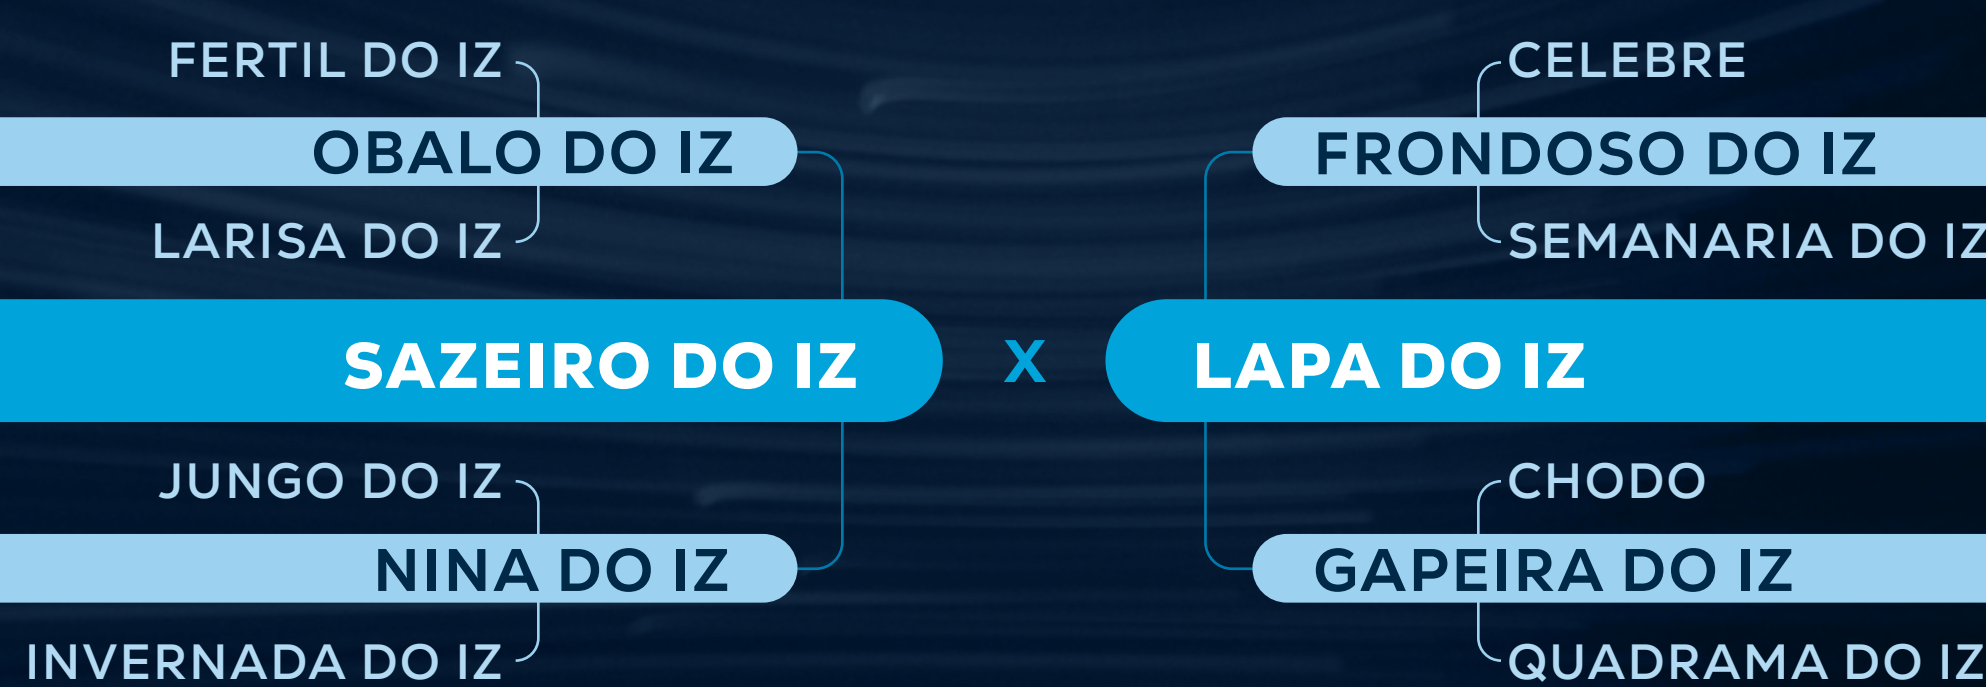 FERTIL DO IZ
OBALO DO IZ
LARISA DO IZ
SAZEIRO DO IZ
JUNGO DO IZ
NINA DO IZ
INVERNADA DO IZ
X
CELEBRE
FRONDOSO DO IZ
SEMANARIA DO IZ
LAPA DO IZ
CHODO
GAPEIRA DO IZ
QUADRAMA DO IZ